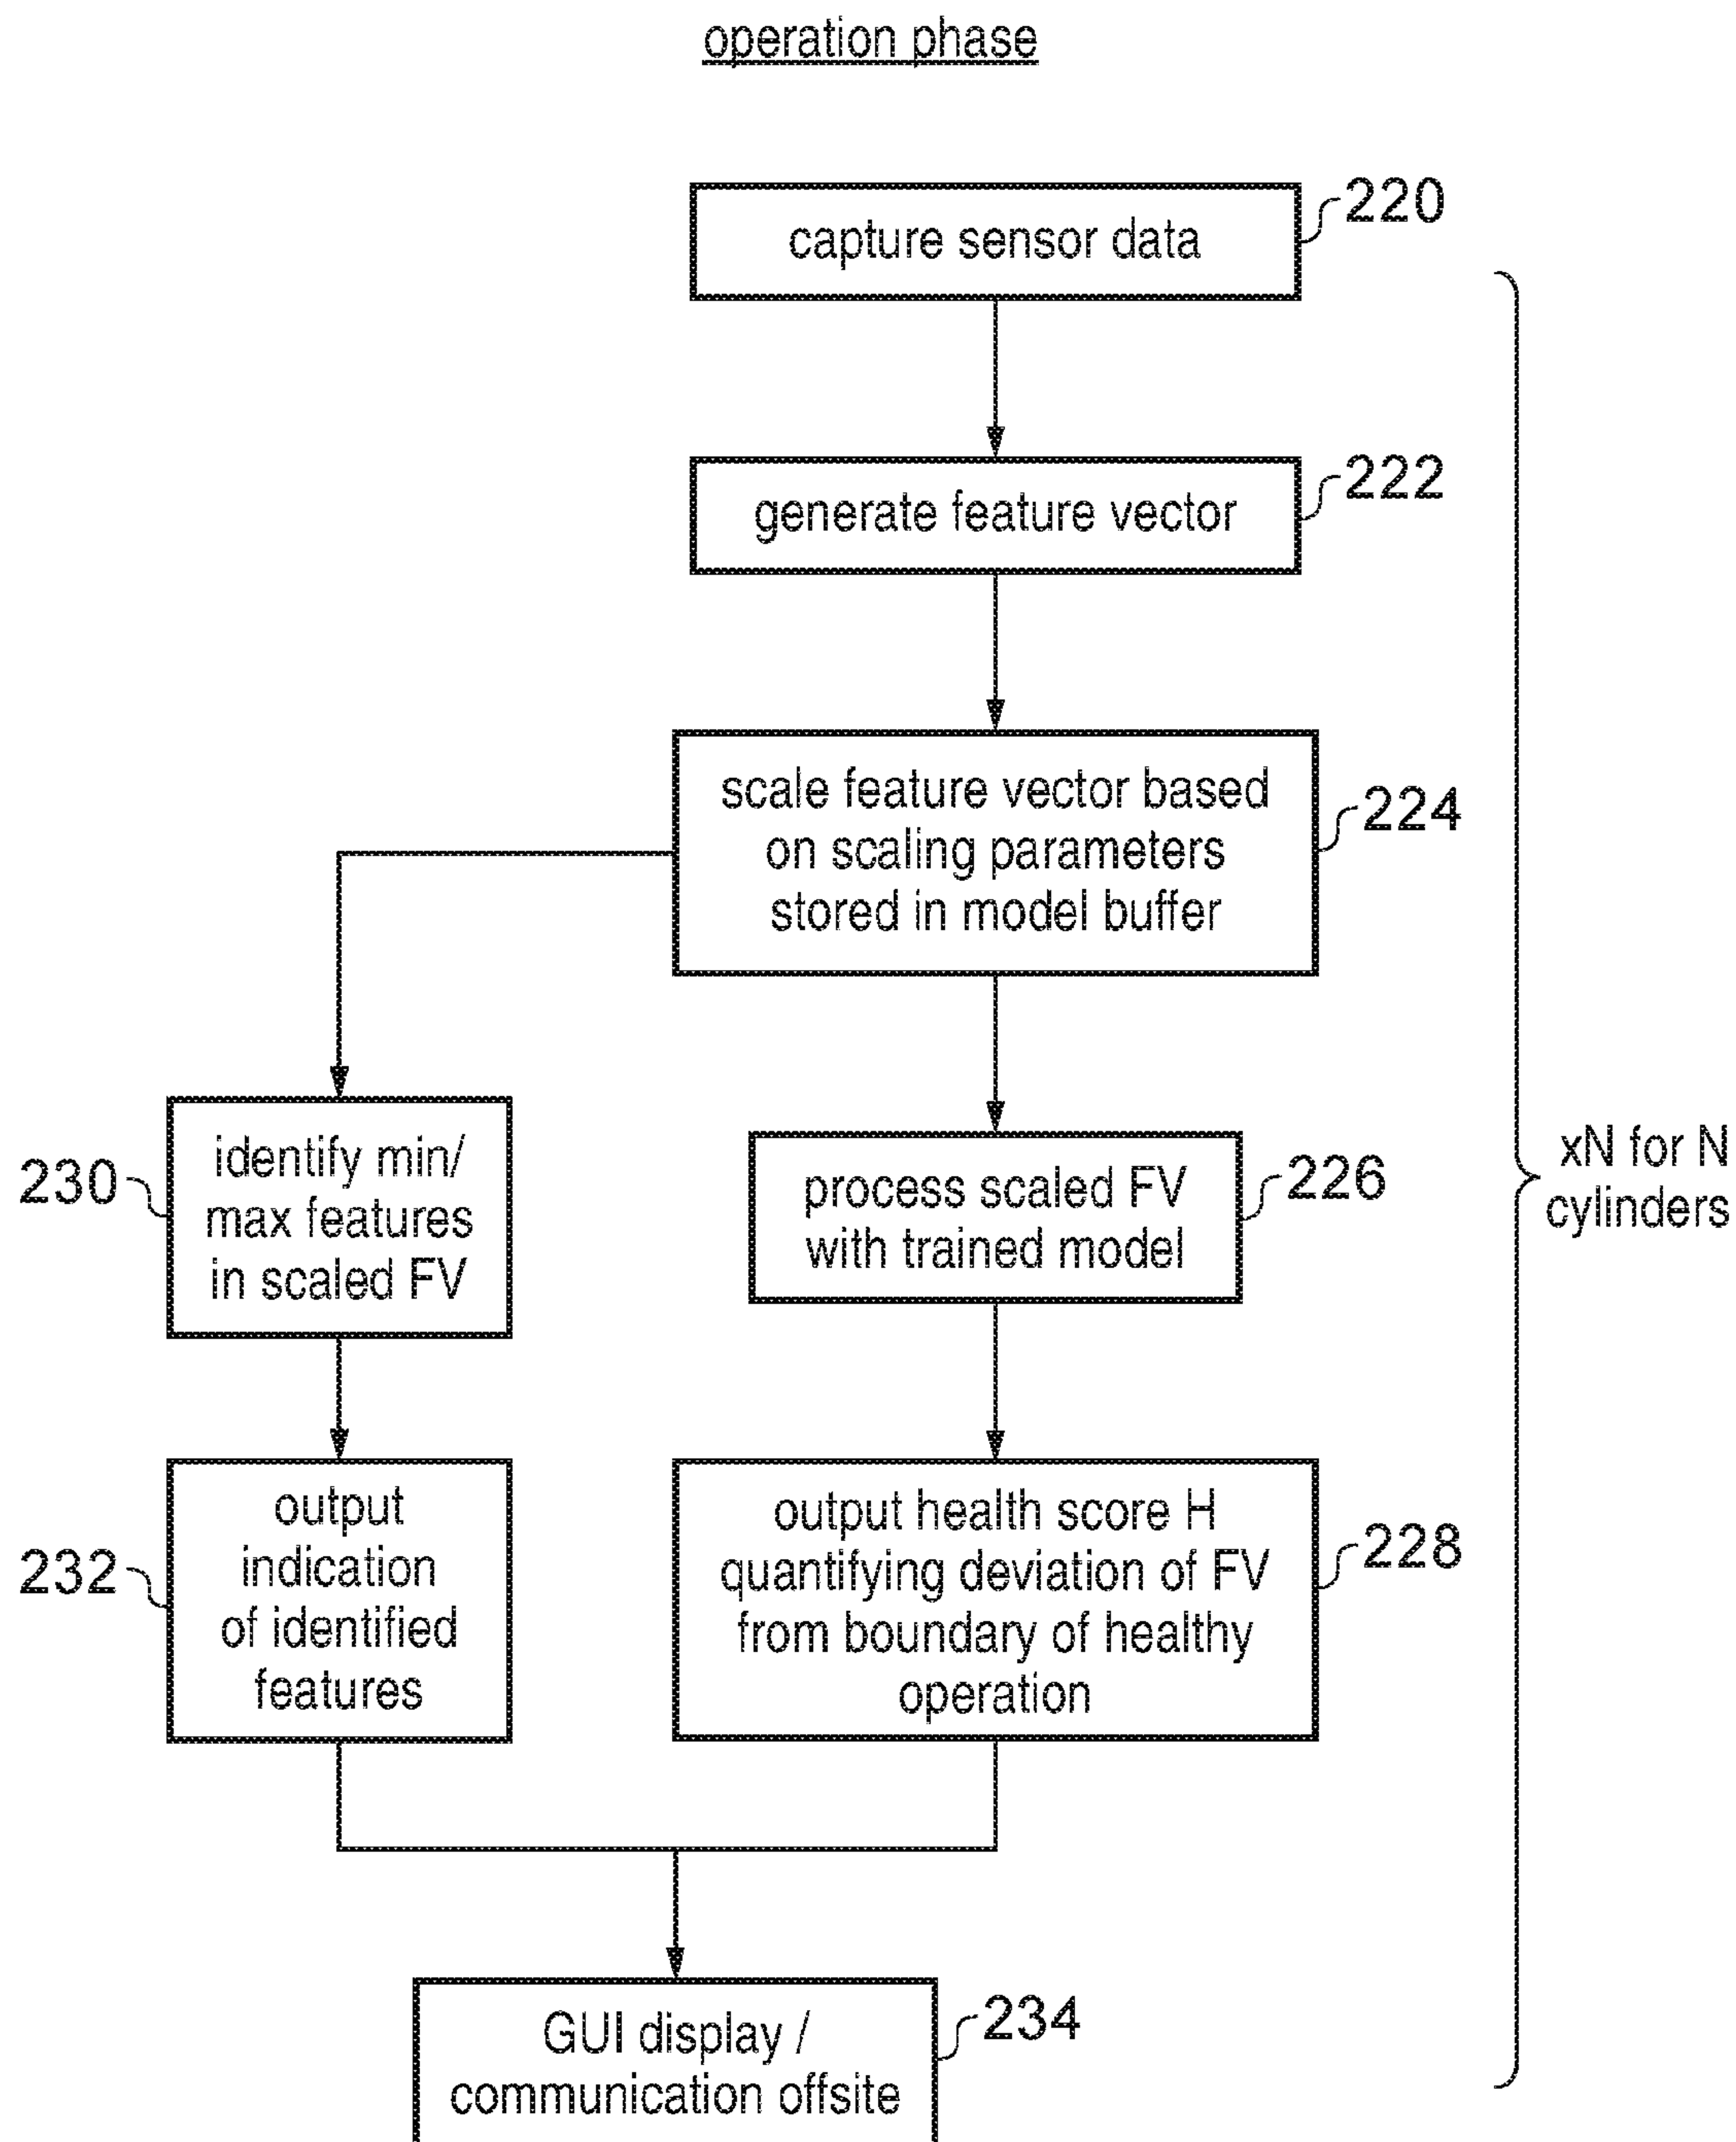 operation phase
capture sensor data
220
generate feature vector
222
scale feature vector based
on scaling parameters
stored in model buffer
224
identify min/
max features
in scaled FV
230
process scaled FV
with trained model
226
xN for N
cylinders
output
indication
of identified
features
232
output health score H
quantifying deviation of FV
from boundary of healthy
operation
228
GUI display /
communication offsite
234